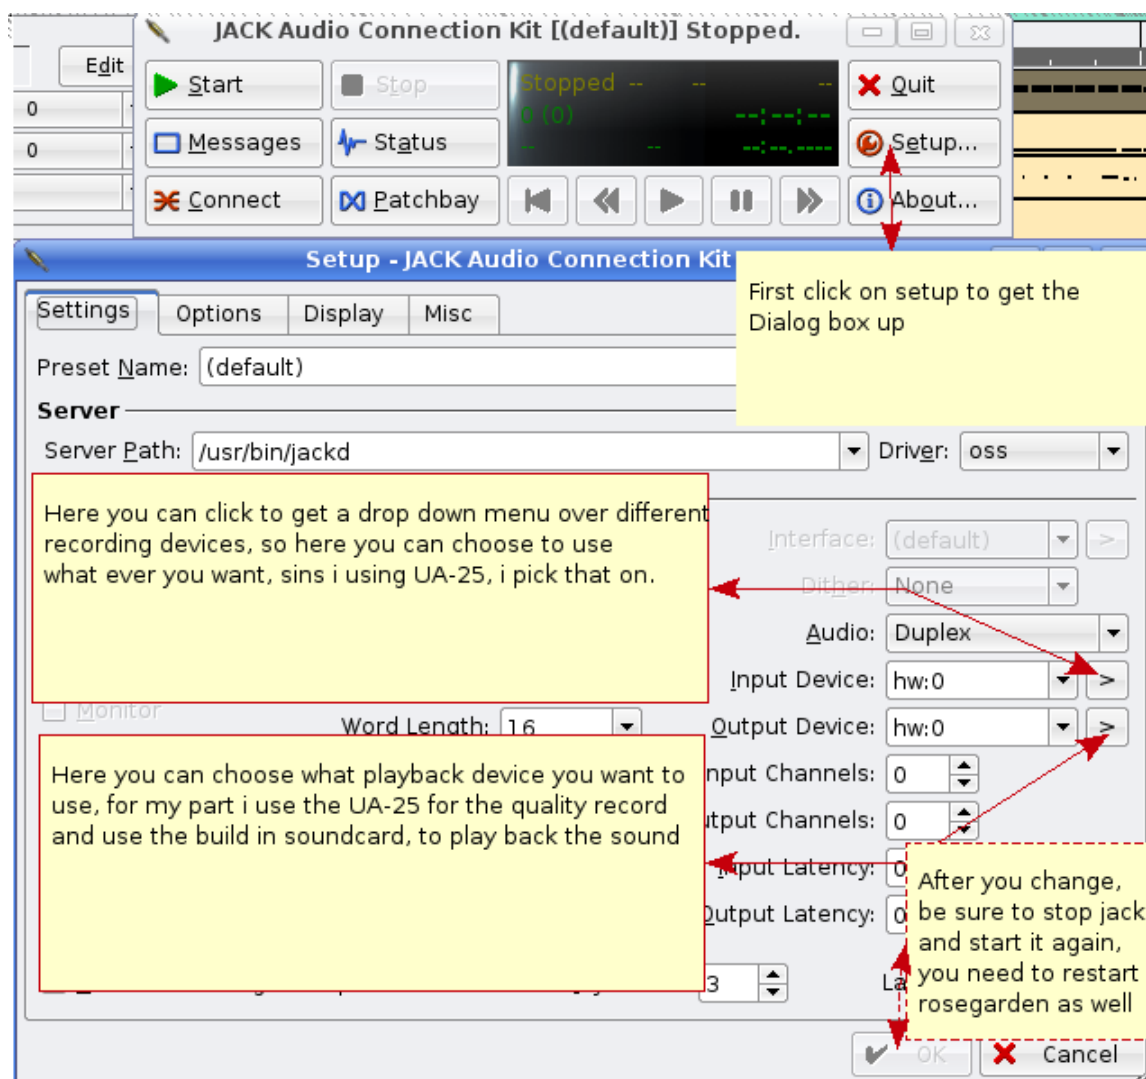 JACK Audio Connection Kit [(default)] Stopped.
Edit
Start
Stop
Stopped -- -- --
Quit
0
0 (0) --:--:--
0
Messages
Status
-- -- --:--.----
Setup...
Connect
Patchbay
About...
Setup - JACK Audio Connection Kit
First click on setup to get the
Dialog box up
Settings
Options
Display
Misc
Preset Name: (default)
Server
Server Path: /usr/bin/jackd
Driver: oss
Here you can click to get a drop down menu over different
recording devices, so here you can choose to use
what ever you want, sins i using UA-25, i pick that on.
Interface: (default) >
Dither: None
Audio: Duplex
Input Device: hw:0 >
Monitor
Word Length: 16
Output Device: hw:0 >
Here you can choose what playback device you want to
use, for my part i use the UA-25 for the quality record
and use the build in soundcard, to play back the sound
nput Channels: 0
utput Channels: 0
Input Latency: 0
Output Latency: 0
After you change,
be sure to stop jack
and start it again,
you need to restart
rosegarden as well
3
La
OK
Cancel